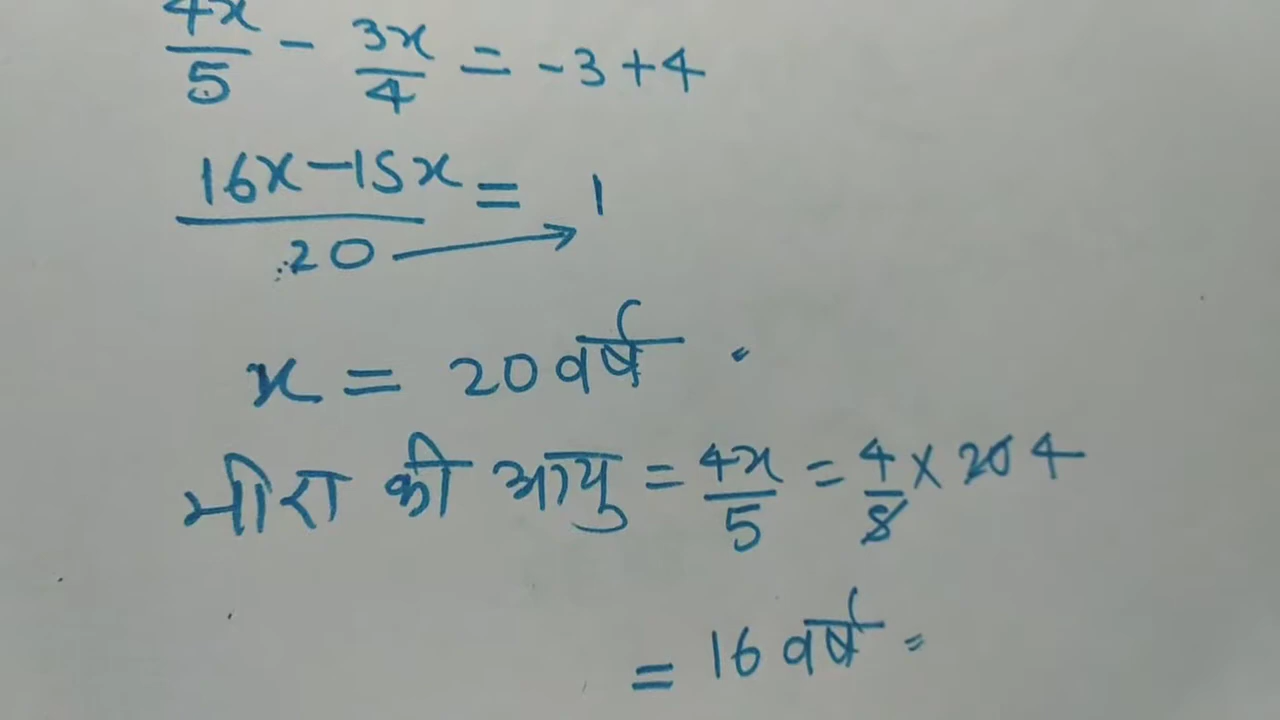 4x/5 - 3x/4 = -3+4
16x-15x/20 = 1
x = 20 वर्ष
मीरा की आयु = 4x/5 = 4/5 × 20 4
= 16 वर्ष